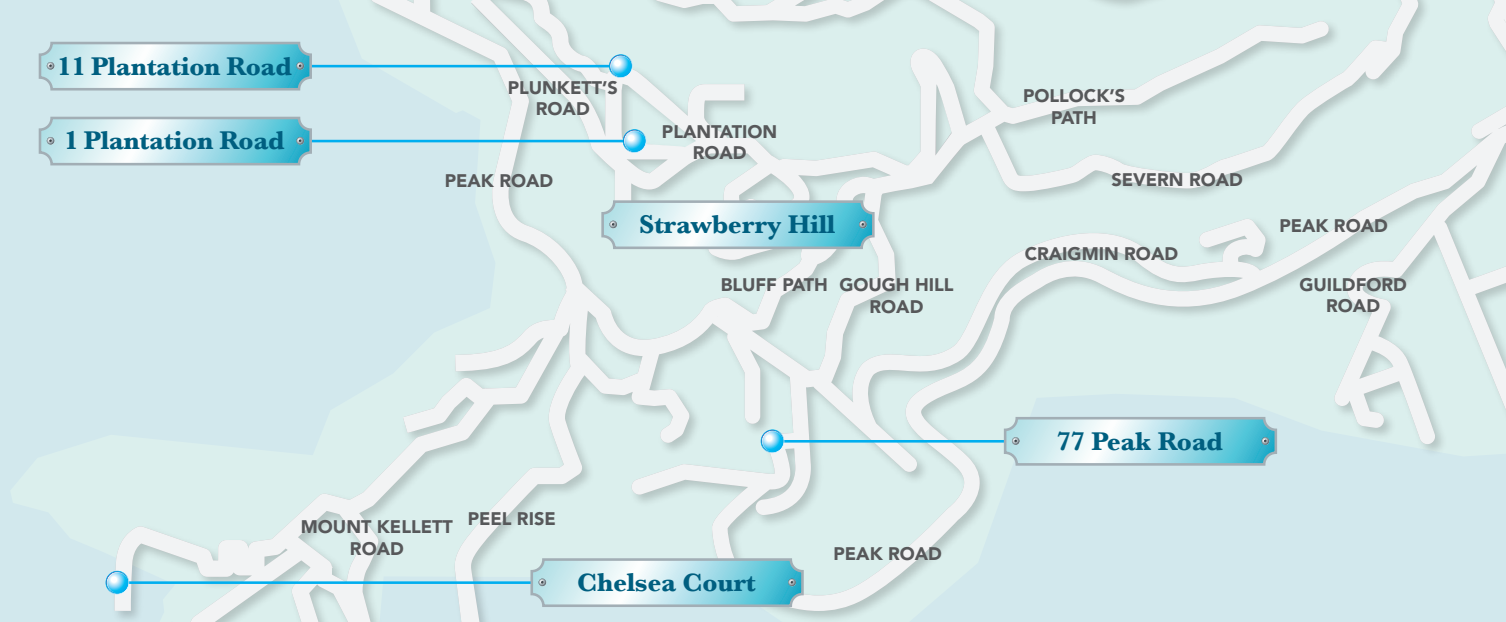 11 Plantation Road
PLUNKETT'S
ROAD
POLLOCK'S
PATH
1 Plantation Road
PLANTATION
ROAD
PEAK ROAD
SEVERN ROAD
Strawberry Hill
PEAK ROAD
CRAIGMIN ROAD
BLUFF PATH
GOUGH HILL
ROAD
GUILDFORD
ROAD
77 Peak Road
MOUNT KELLETT
ROAD
PEEL RISE
PEAK ROAD
Chelsea Court